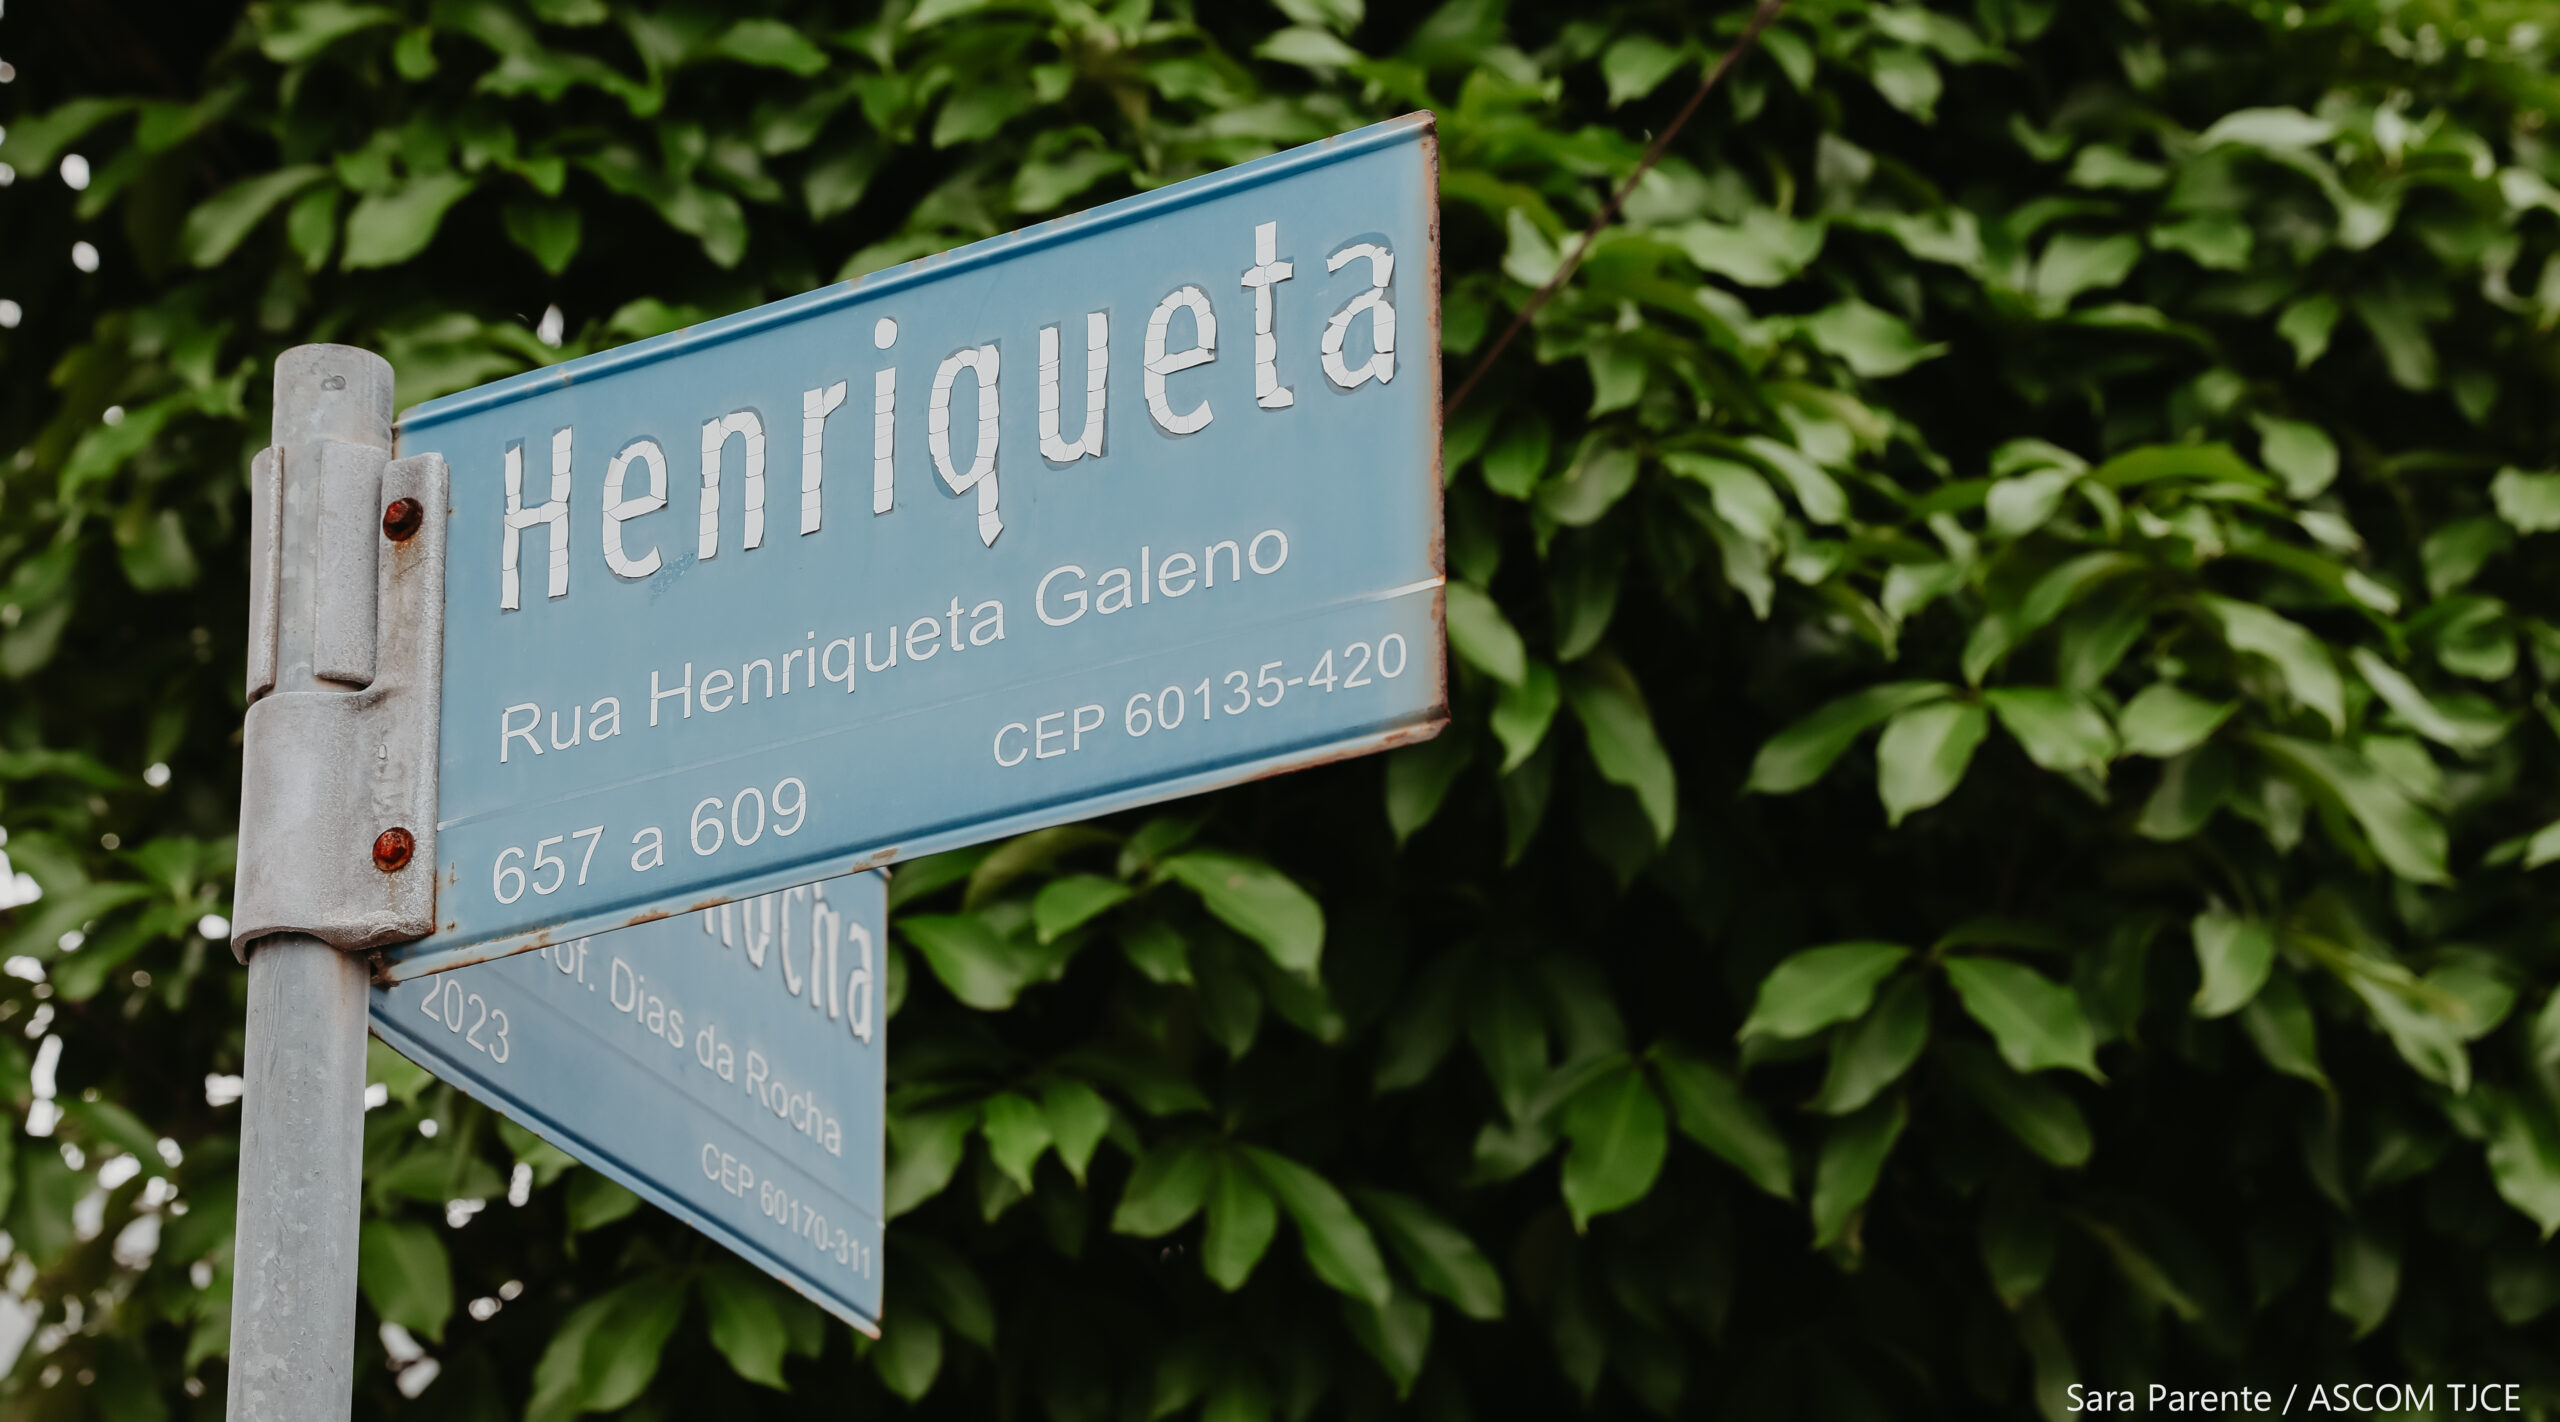 Henriqueta
Rua Henriqueta Galeno
657 a 609 CEP 60135-420
Rocha
Prof. Dias da Rocha
2023
CEP 60170-311
Sara Parente / ASCOM TJCE